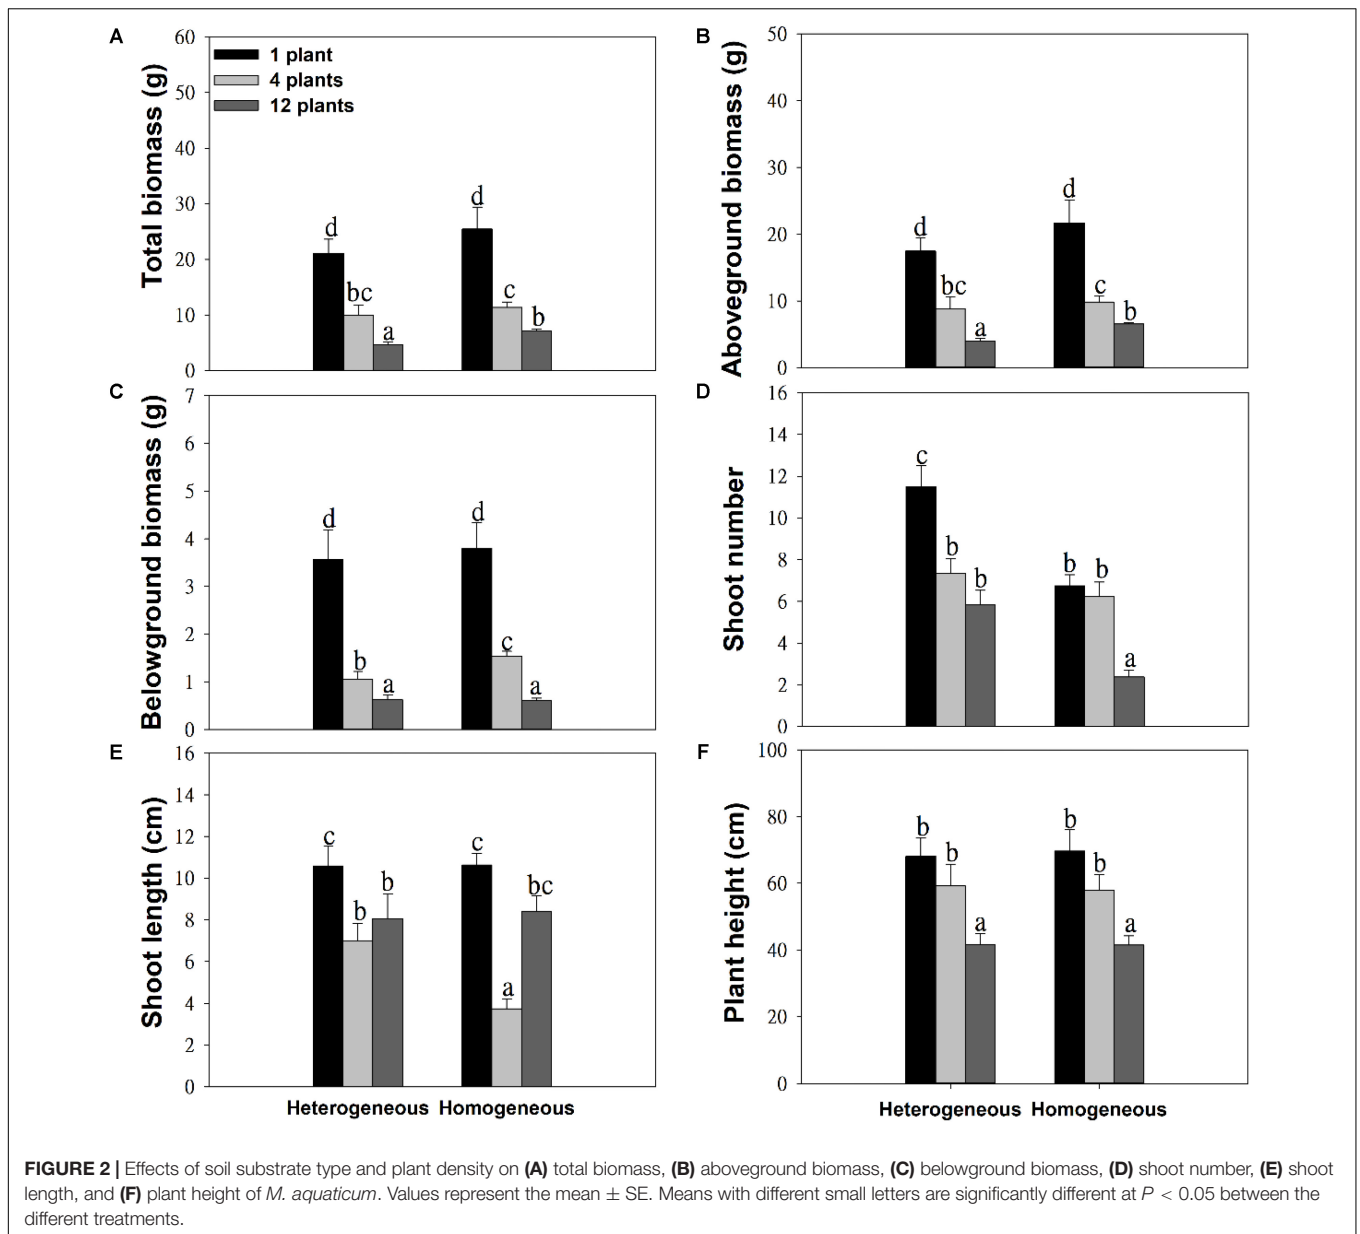 A
Total biomass (g)
60
50
40
30
20
10
0
1 plant
4 plants
12 plants
d
bc
a
d
c
b
B
Aboveground biomass (g)
50
40
30
20
10
0
d
bc
a
d
c
b
C
Belowground biomass (g)
7
6
5
4
3
2
1
0
d
b
a
d
c
a
D
Shoot number
16
14
12
10
8
6
4
2
0
c
b
b
b
b
a
E
Shoot length (cm)
16
14
12
10
8
6
4
2
0
c
b
b
c
a
bc
Heterogeneous Homogeneous
F
Plant height (cm)
100
80
60
40
20
0
b
b
a
b
b
a
Heterogeneous Homogeneous
FIGURE 2 | Effects of soil substrate type and plant density on (A) total biomass, (B) aboveground biomass, (C) belowground biomass, (D) shoot number, (E) shoot
length, and (F) plant height of M. aquaticum. Values represent the mean ± SE. Means with different small letters are significantly different at P < 0.05 between the
different treatments.